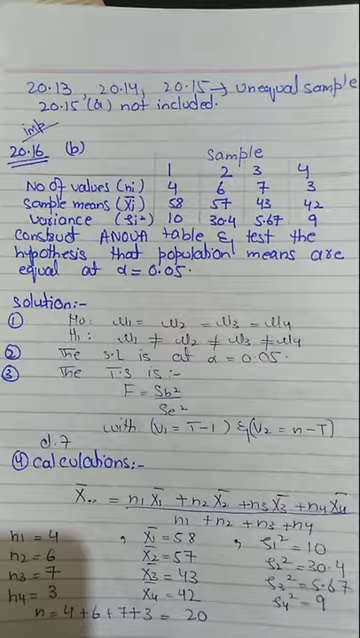 20.13, 20.14, 20.15 → unequal sample
20.15 (a) not included.
imp
20.16 (b)
Sample
1 2 3 4
No of values (ni) 4 6 7 3
Sample means (X̄i) 58 57 43 42
variance (Si²) 10 30.4 5.67 9
Construct ANOVA table & test the
hypothesis that population means are
equal at α = 0.05.
Solution:-
① H0: μ1 = μ2 = μ3 = μ4
H1: μ1 ≠ μ2 ≠ μ3 ≠ μ4
② The S.L is at α = 0.05.
③ The T.S is:-
F = Sb²/Se²
with (V1 = T-1) & (V2 = n-T)
d.f
④ Calculations:-
X̄.. = n1X̄1 + n2X̄2 + n3X̄3 + n4X̄4
n1 + n2 + n3 + n4
n1 = 4 , X̄1 = 58 , S1² = 10
n2 = 6 X̄2 = 57 S2² = 30.4
n3 = 7 X̄3 = 43 S3² = 5.67
n4 = 3 X4 = 42 S4² = 9
n = 4+6+7+3 = 20